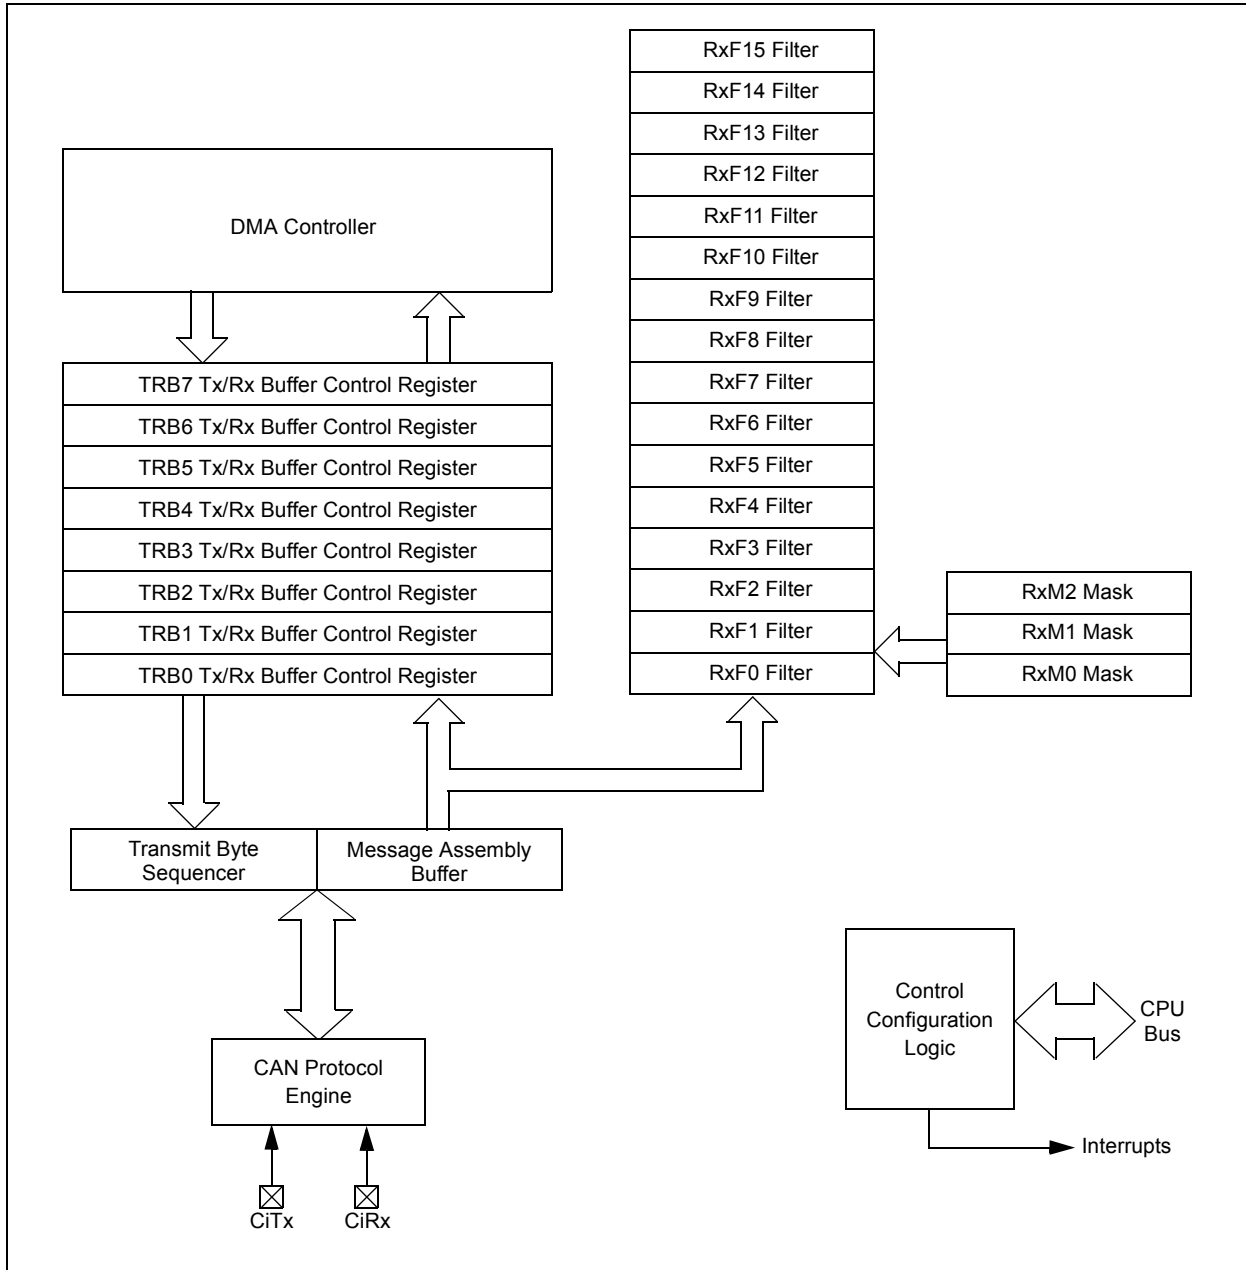 DMA Controller
TRB7 Tx/Rx Buffer Control Register
TRB6 Tx/Rx Buffer Control Register
TRB5 Tx/Rx Buffer Control Register
TRB4 Tx/Rx Buffer Control Register
TRB3 Tx/Rx Buffer Control Register
TRB2 Tx/Rx Buffer Control Register
TRB1 Tx/Rx Buffer Control Register
TRB0 Tx/Rx Buffer Control Register
RxF15 Filter
RxF14 Filter
RxF13 Filter
RxF12 Filter
RxF11 Filter
RxF10 Filter
RxF9 Filter
RxF8 Filter
RxF7 Filter
RxF6 Filter
RxF5 Filter
RxF4 Filter
RxF3 Filter
RxF2 Filter
RxF1 Filter
RxF0 Filter
RxM2 Mask
RxM1 Mask
RxM0 Mask
Transmit Byte
Sequencer
Message Assembly
Buffer
CAN Protocol
Engine
CiTx
CiRx
Control
Configuration
Logic
CPU
Bus
Interrupts